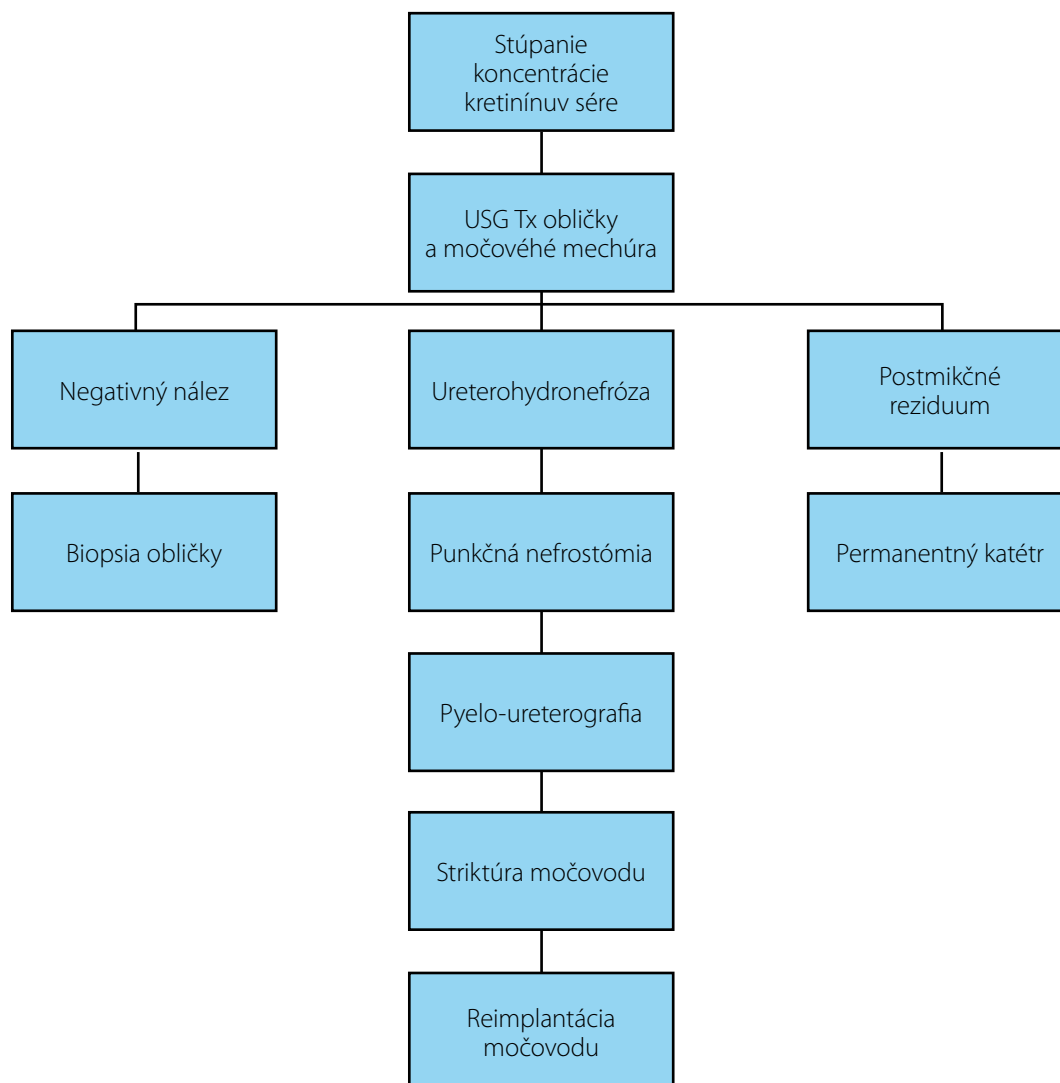 Stúpanie
koncentrácie
kretinínuv sére
USG Tx obličky
a močovéhé mechúra
Negativný nález
Ureterohydronefróza
Postmikčné
reziduum
Biopsia obličky
Punkčná nefrostómia
Permanentný katétr
Pyelo-ureterografia
Striktúra močovodu
Reimplantácia
močovodu